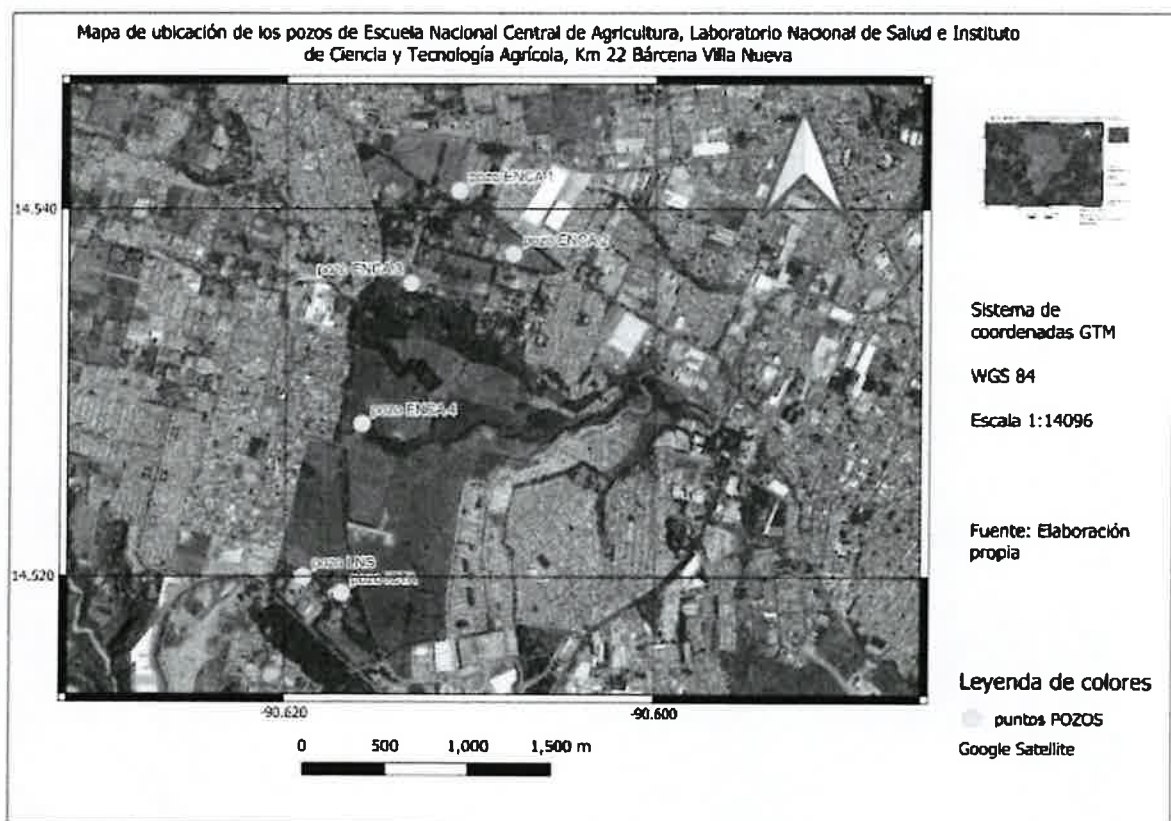 Mapa de ubicación de los pozos de Escuela Nacional Central de Agricultura, Laboratorio Nacional de Salud e Instituto
de Ciencia y Tecnología Agrícola, Km 22 Bárcena Villa Nueva
pozo ENCA 1
14.540
pozo ENCA 2
pozo ENCA 3
Sistema de
coordenadas GTM
WGS 84
Escala 1:14096
pozo ENCA 4
Fuente: Elaboración
propia
pozo LNS
14.520
pozo
-90.620
-90.600
Leyenda de colores
puntos POZOS
Google Satellite
0 500 1,000 1,500 m